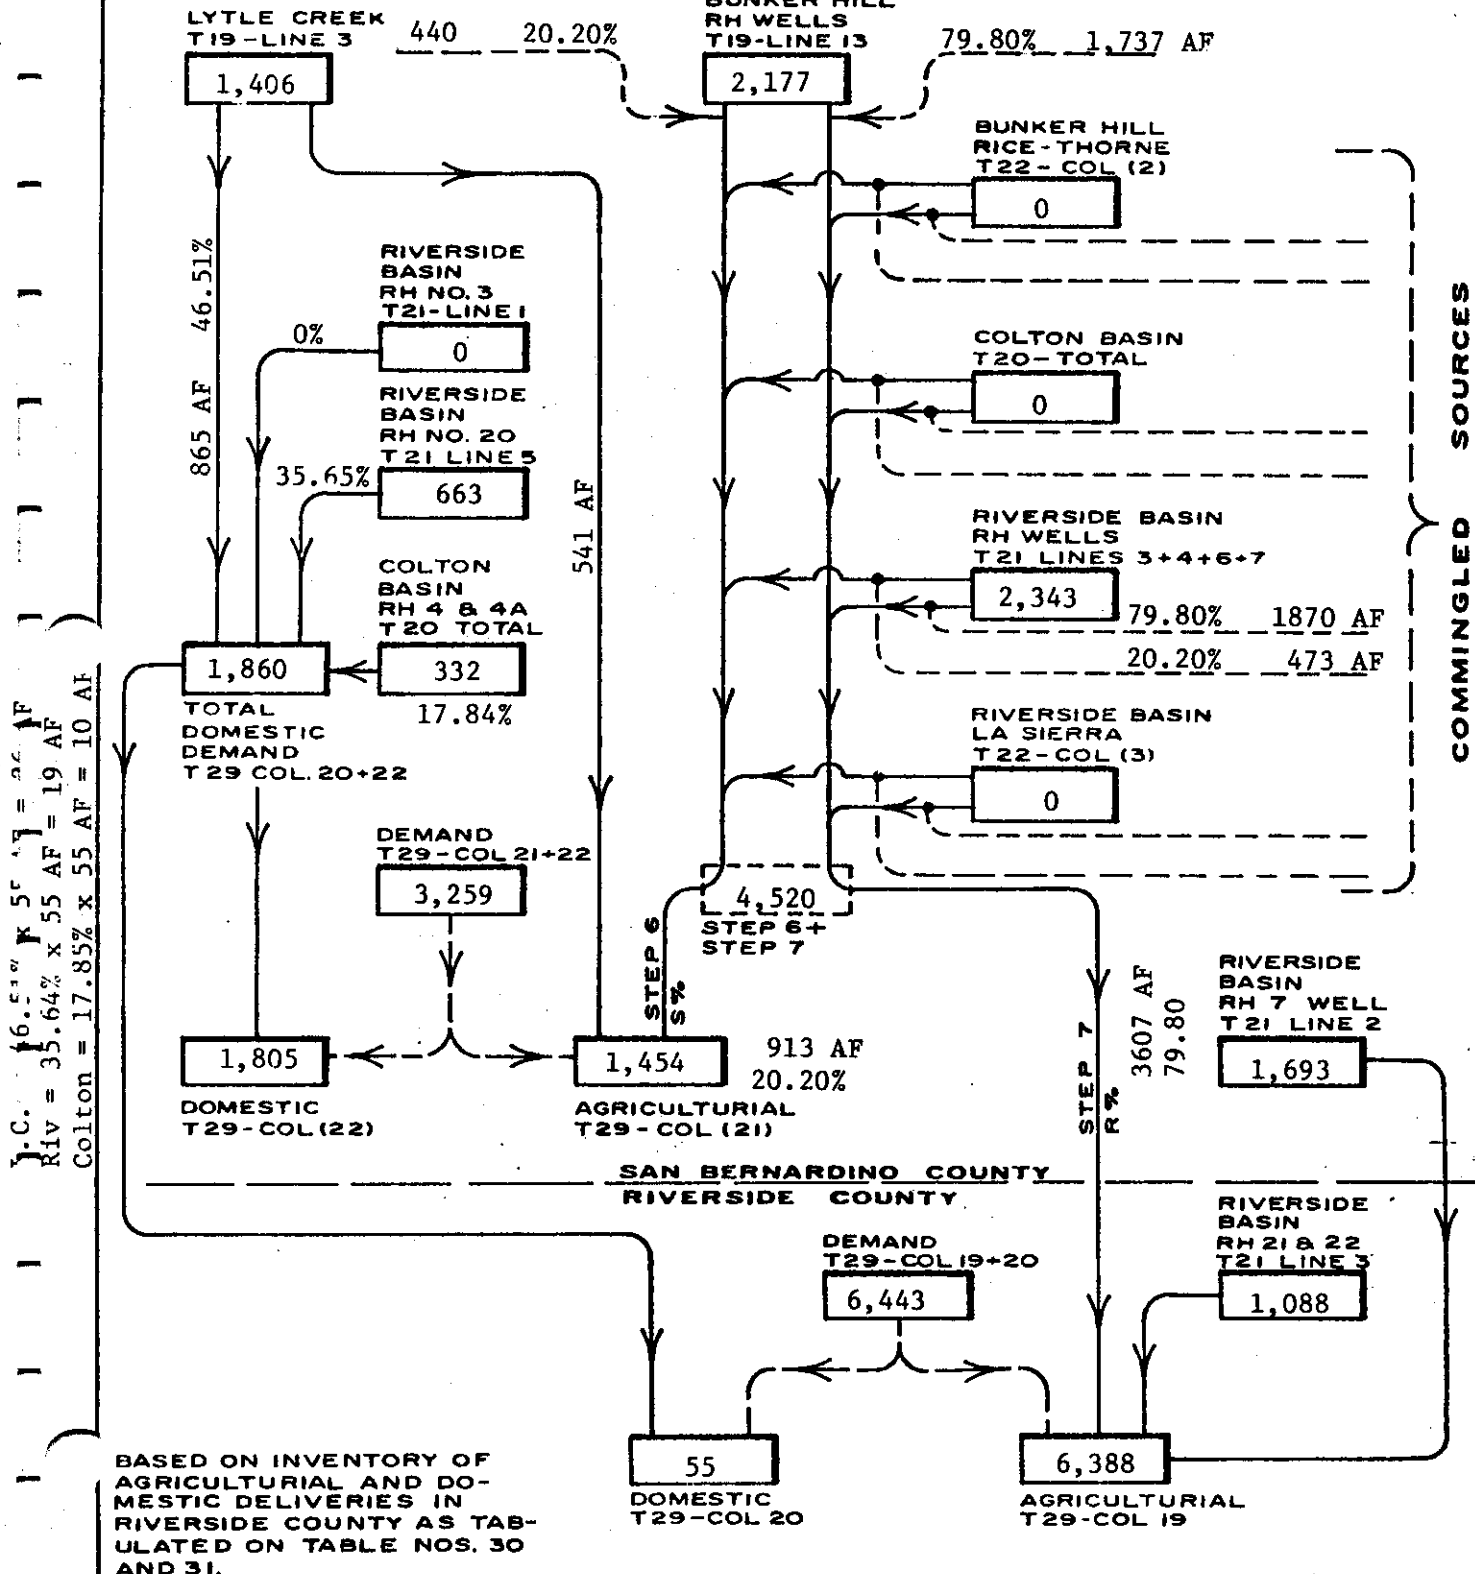 LYTLE CREEK
T19-LINE 3
1,406
440 20.20%
BUNKER HILL
RH WELLS
T19-LINE 13
2,177
79.80% 1,737 AF
BUNKER HILL
RICE-THORNE
T22-COL (2)
0
865 AF 46.51%
RIVERSIDE
BASIN
RH NO. 3
T21-LINE 1
0%
0
RIVERSIDE
BASIN
RH NO. 20
T21 LINE 5
35.65%
663
541 AF
COLTON BASIN
T20-TOTAL
0
COLTON
BASIN
RH 4 & 4A
T20 TOTAL
332
17.84%
RIVERSIDE BASIN
RH WELLS
T21 LINES 3+4+6+7
2,343
79.80% 1870 AF
20.20% 473 AF
COMMINGLED SOURCES
1,860
TOTAL
DOMESTIC
DEMAND
T29 COL. 20+22
RIVERSIDE BASIN
LA SIERRA
T22-COL (3)
0
Riv = 35.64% x 55 AF = 19 AF
Colton = 17.85% x 55 AF = 10 AF
DEMAND
T29-COL 21+22
3,259
4,520
STEP 6+
STEP 7
STEP 6
S%
1,805
DOMESTIC
T29-COL (22)
1,454
913 AF
20.20%
AGRICULTURIAL
T29-COL (21)
STEP 7
R%
3607 AF
79.80
RIVERSIDE
BASIN
RH 7 WELL
T21 LINE 2
1,693
SAN BERNARDINO COUNTY
RIVERSIDE COUNTY
DEMAND
T29-COL 19+20
6,443
RIVERSIDE
BASIN
RH 21 & 22
T21 LINE 3
1,088
55
DOMESTIC
T29-COL 20
6,388
AGRICULTURIAL
T29-COL 19
BASED ON INVENTORY OF
AGRICULTURIAL AND DO-
MESTIC DELIVERIES IN
RIVERSIDE COUNTY AS TAB-
ULATED ON TABLE NOS. 30
AND 31.